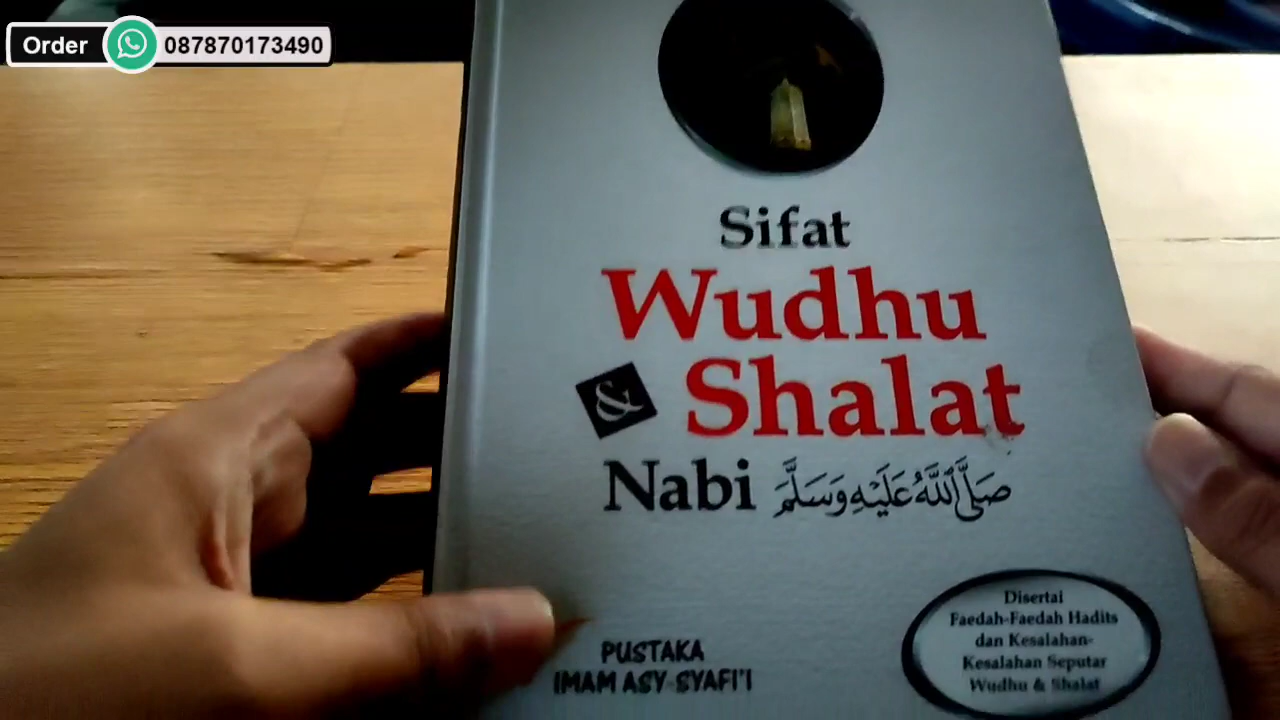 Order 087870173490
Sifat
Wudhu
& Shalat
Nabi صَلَّى اللَّهُ عَلَيْهِ وَسَلَّمَ
PUSTAKA
IMAM ASY-SYAFI'I
Disertai
Faedah-Faedah Hadits
dan Kesalahan-
Kesalahan Seputar
Wudhu & Shalat